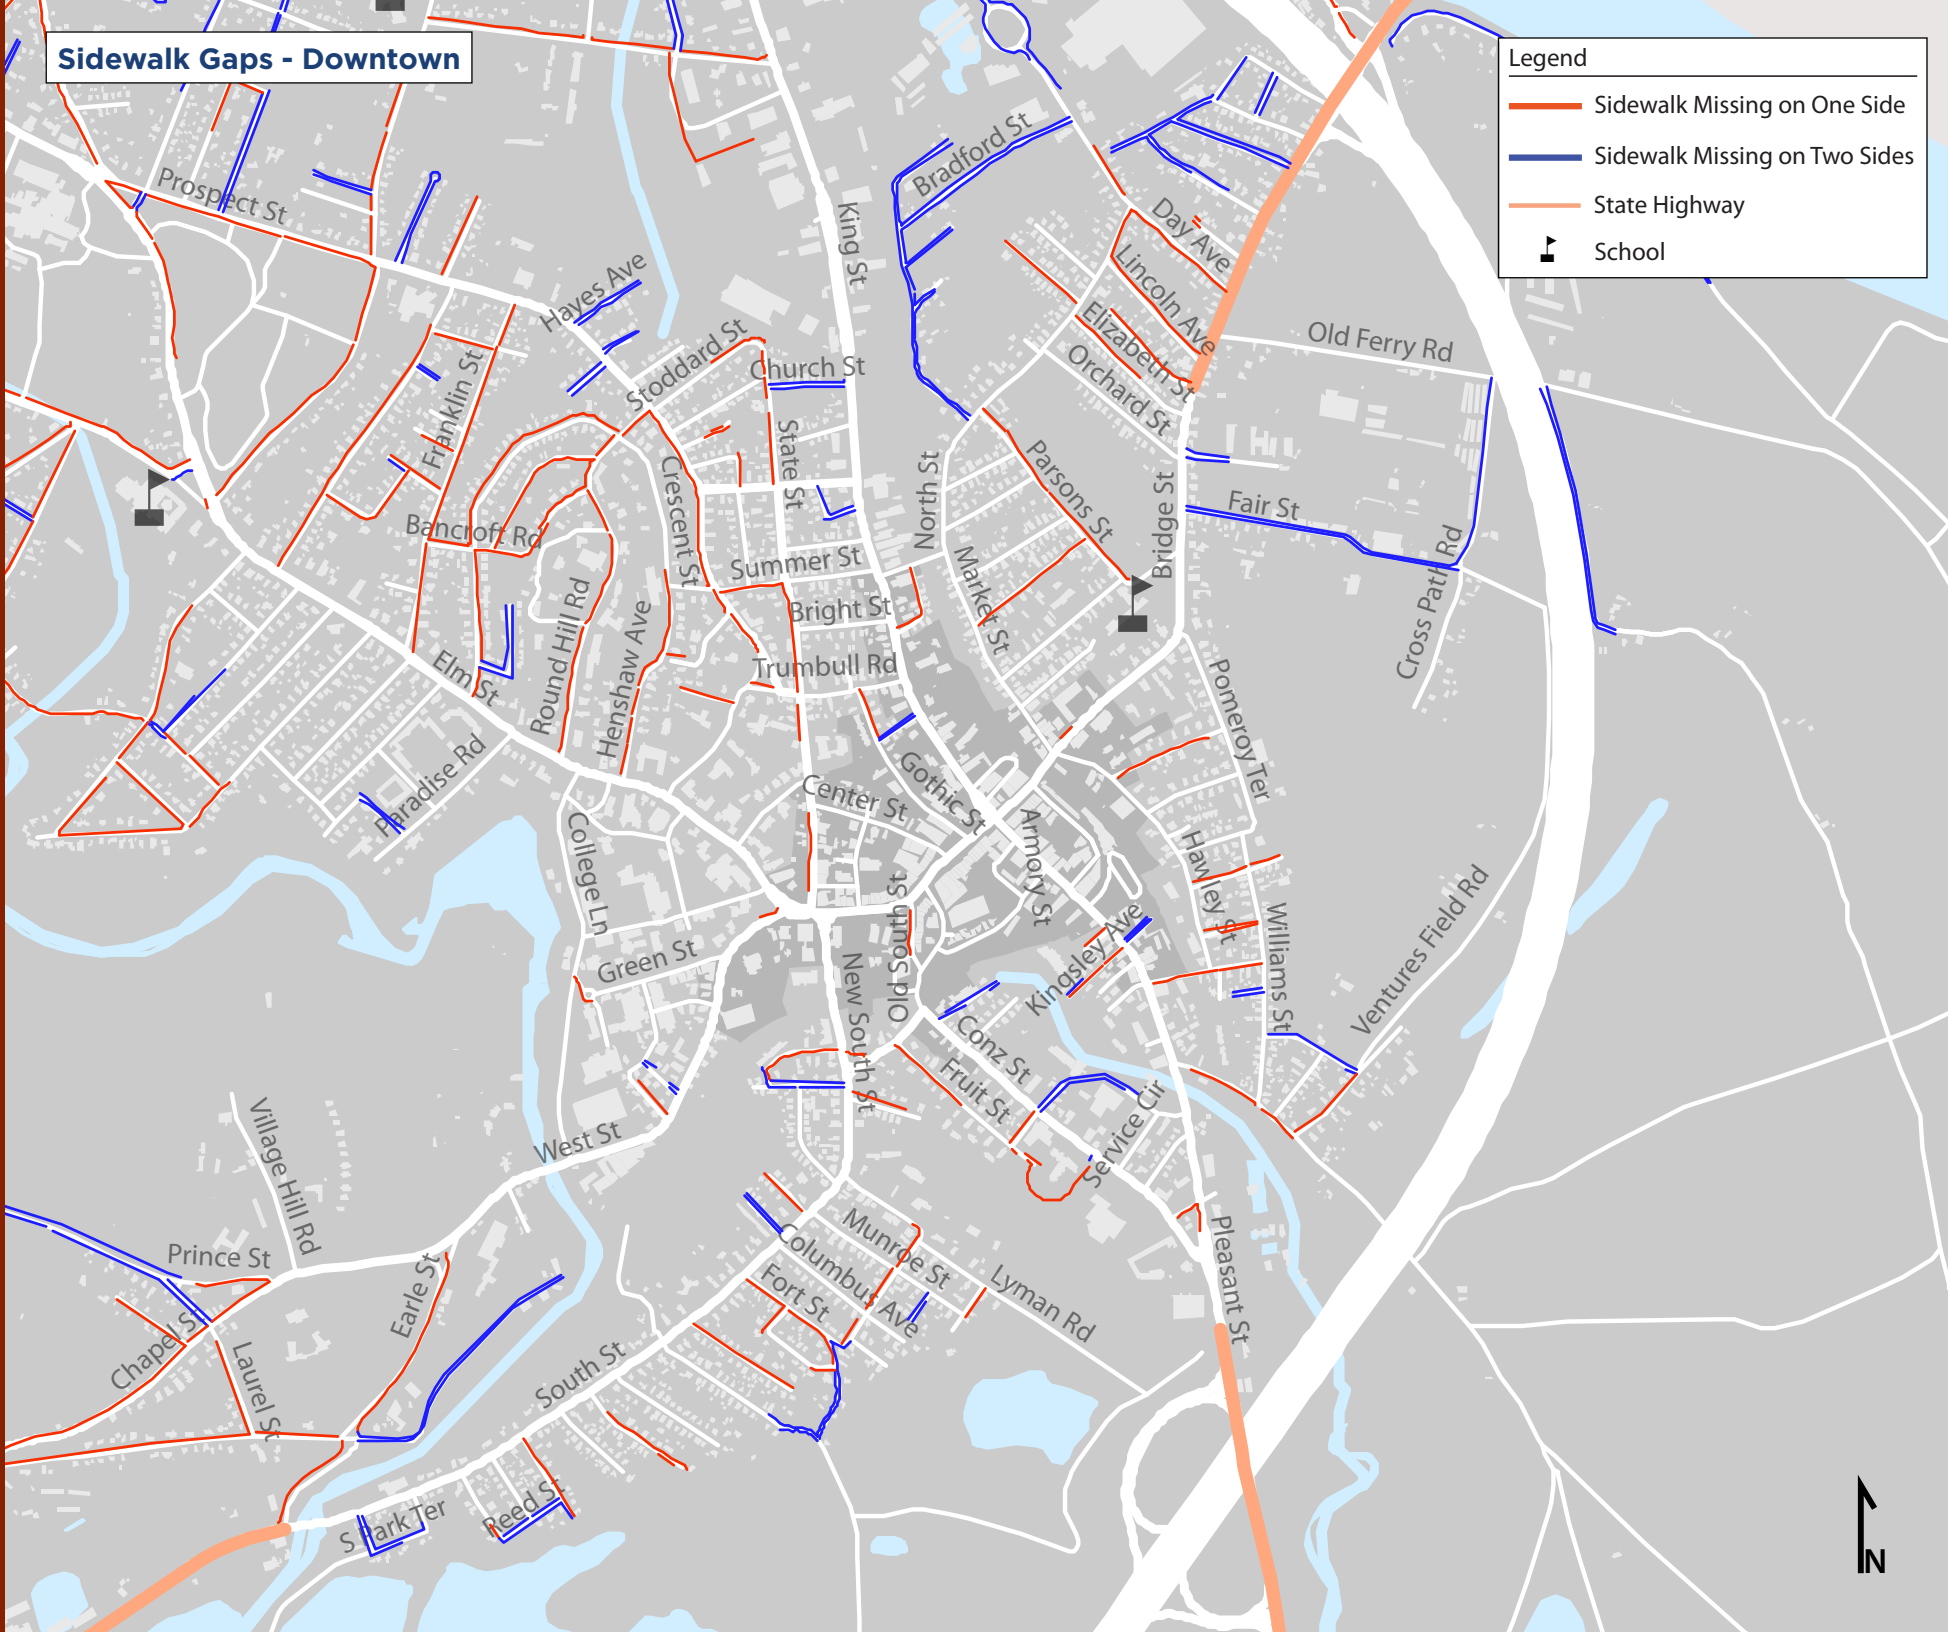 Sidewalk Gaps - Downtown
Legend
Sidewalk Missing on One Side
Sidewalk Missing on Two Sides
State Highway
School
Prospect St
Bradford St
King St
Day Ave
Lincoln Ave
Hayes Ave
Stoddard St
Church St
Elizabeth St
Orchard St
Old Ferry Rd
Franklin St
State St
Crescent St
North St
Parsons St
Bridge St
Fair St
Bancroft Rd
Summer St
Market St
Cross Path Rd
Bright St
Round Hill Rd
Henshaw Ave
Trumbull Rd
Elm St
Pomeroy Ter
Paradise Rd
Gothic St
Center St
College Ln
Armory St
Hawley St
Green St
Old South St
New South St
Kingsley Ave
Williams St
Ventures Field Rd
Conz St
Fruit St
Service Cir
West St
Village Hill Rd
Prince St
Earle St
Chapel St
Laurel St
Munroe St
Columbus Ave
Fort St
Lyman Rd
Pleasant St
South St
Reed St
S Park Ter
N